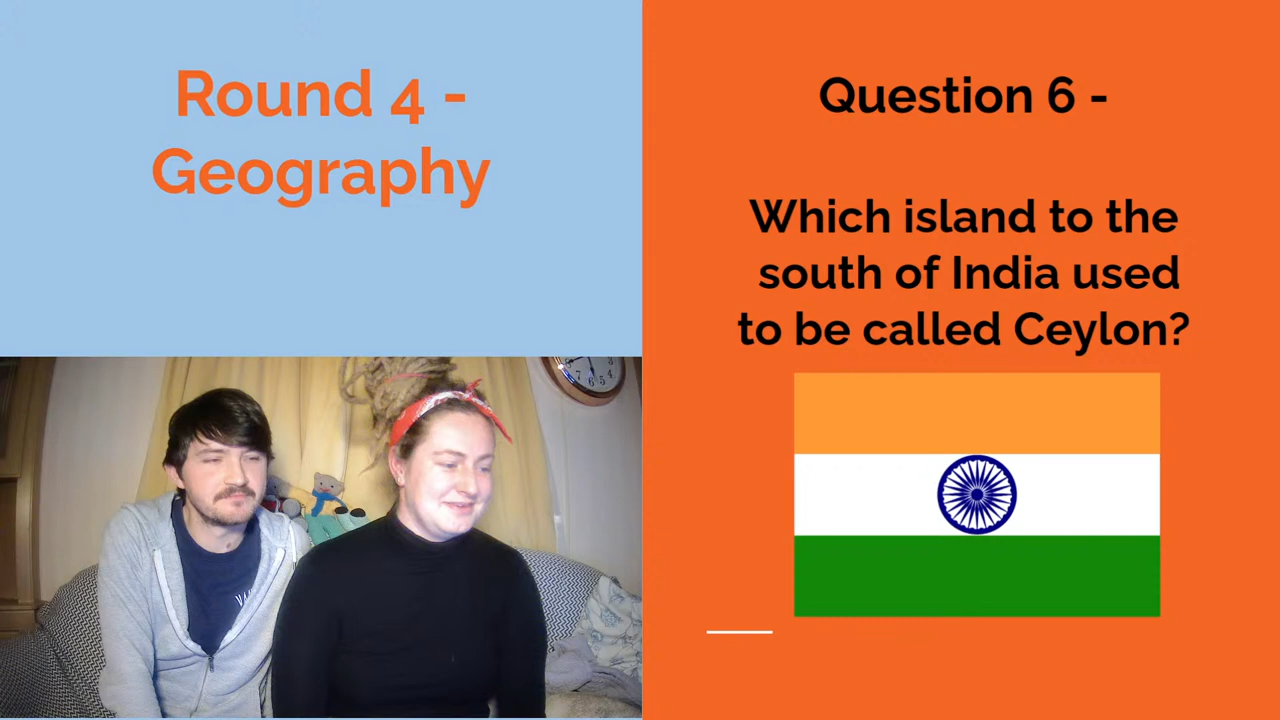 Round 4 -
Geography
Question 6 -
Which island to the
south of India used
to be called Ceylon?